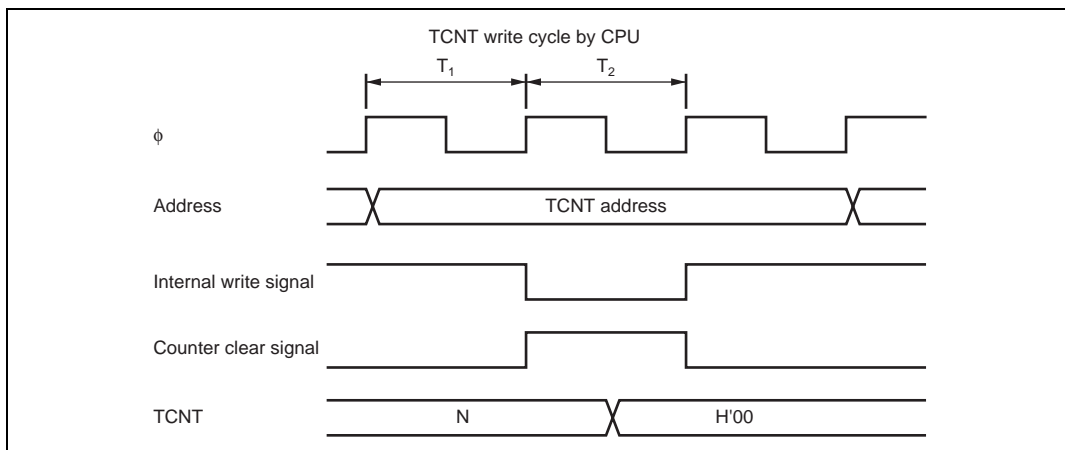 TCNT write cycle by CPU
T₁ T₂
ϕ
Address TCNT address
Internal write signal
Counter clear signal
TCNT N H'00